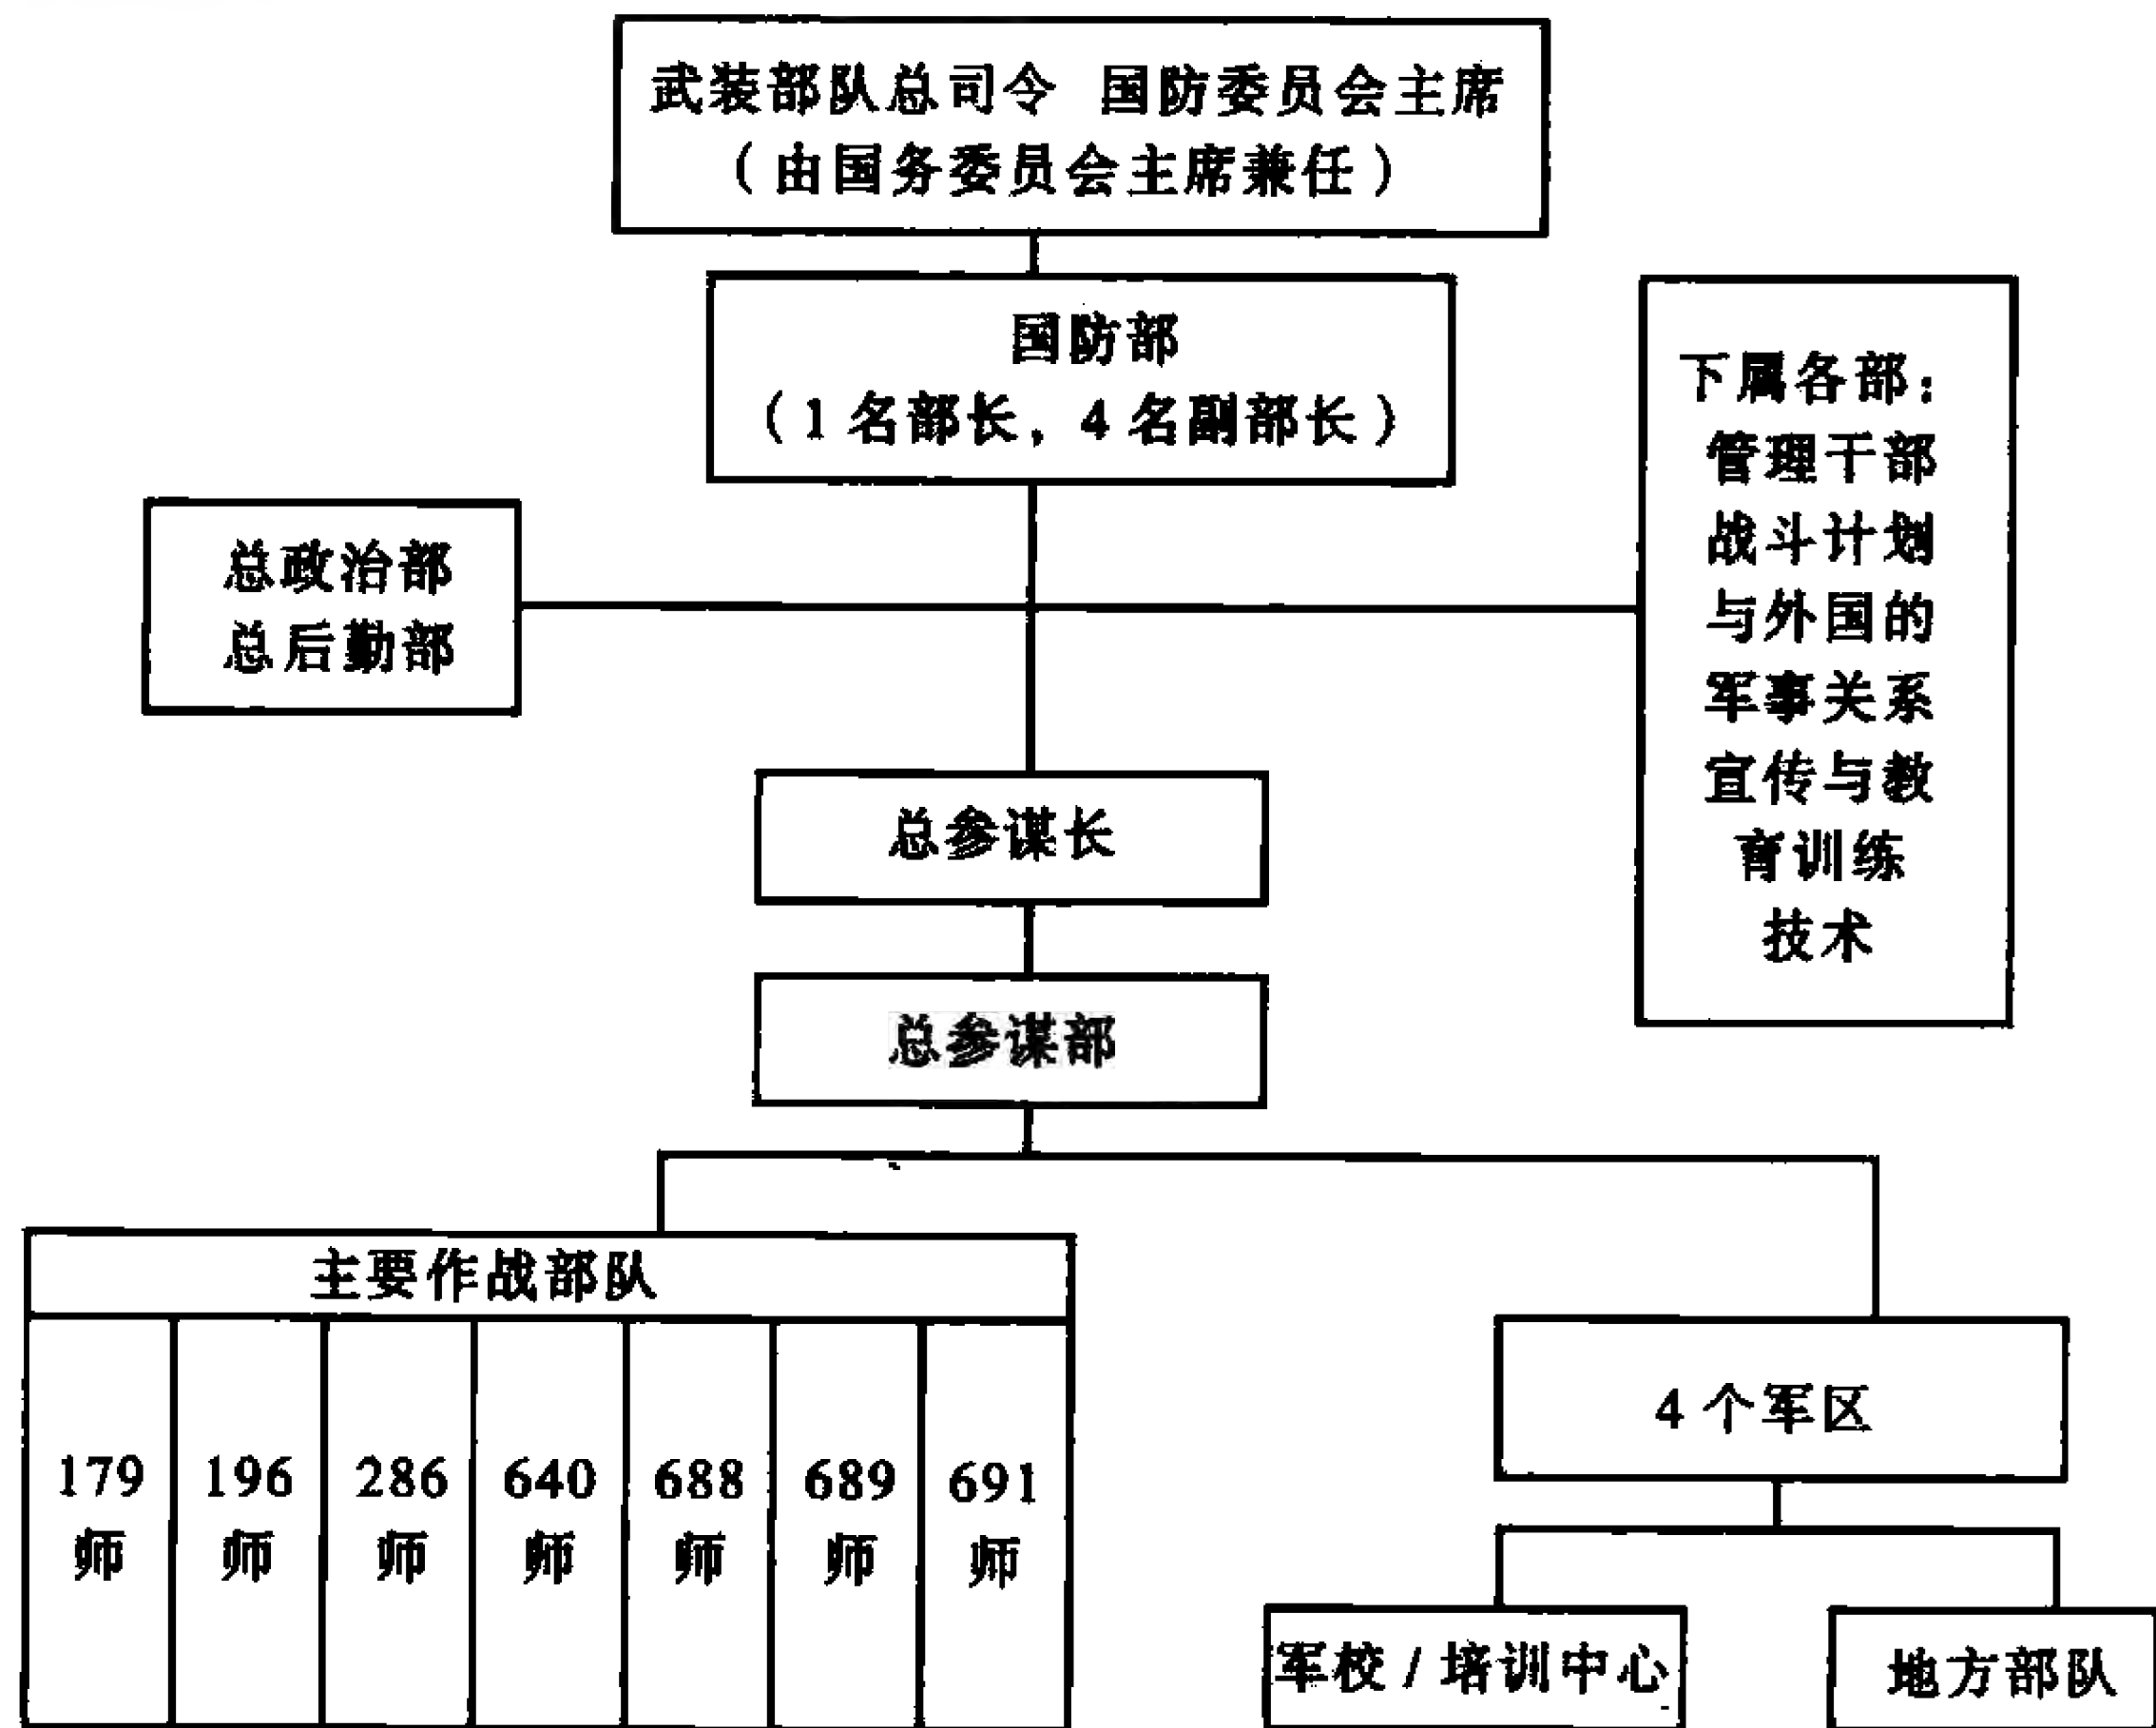 武装部队总司令 国防委员会主席
（由国务委员会主席兼任）
国防部
（1 名部长，4 名副部长）
总政治部
总后勤部
下属各部：
管理干部
战斗计划
与外国的
军事关系
宣传与教
育训练
技术
总参谋长
总参谋部
主要作战部队
179
师
196
师
286
师
640
师
688
师
689
师
691
师
4 个军区
军校 / 培训中心
地方部队